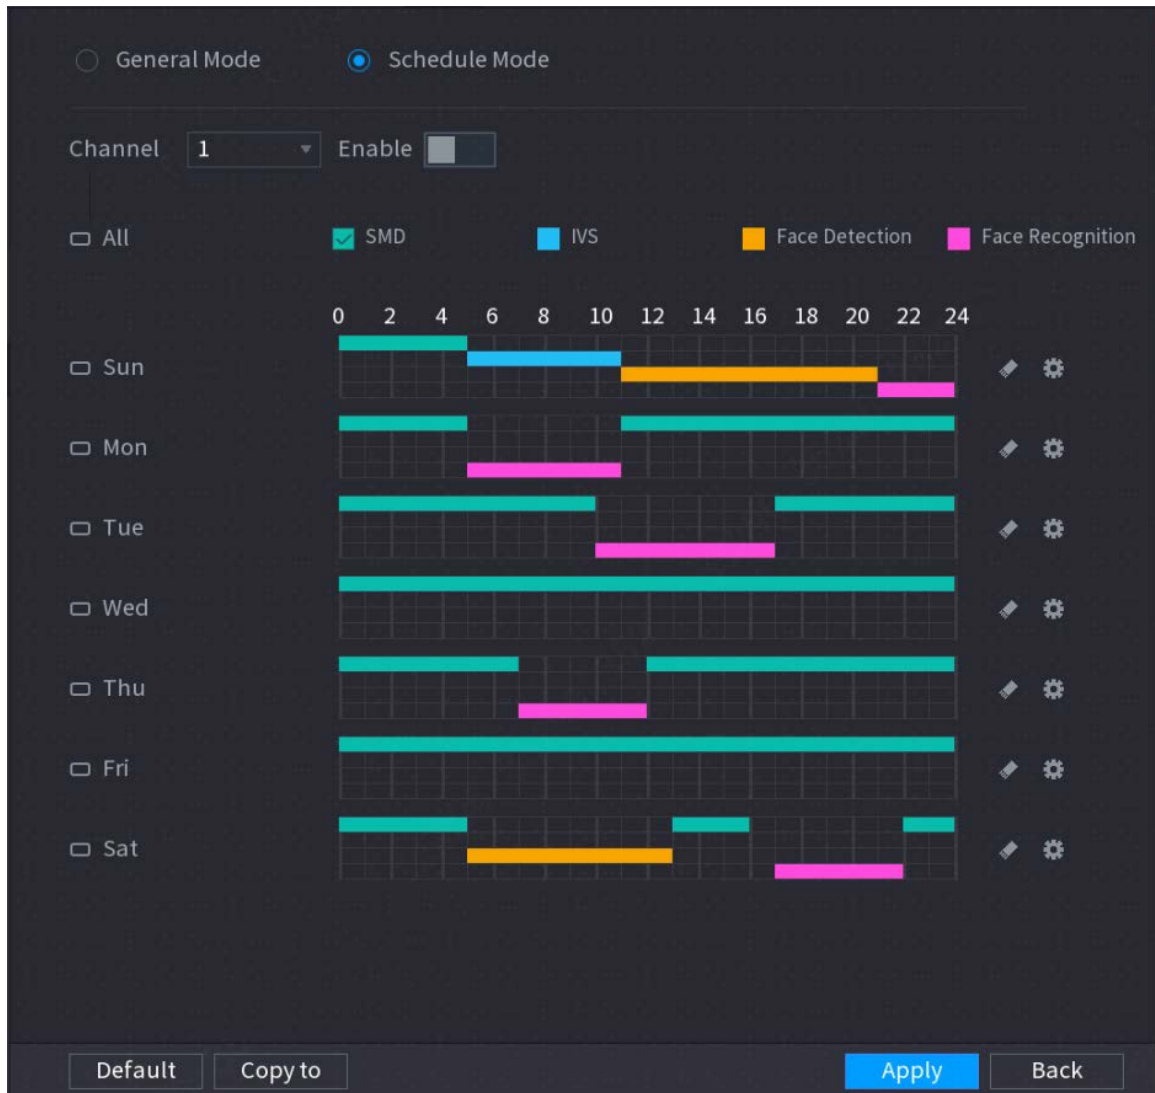 General Mode Schedule Mode
Channel 1 Enable
All SMD IVS Face Detection Face Recognition
0 2 4 6 8 10 12 14 16 18 20 22 24
Sun
Mon
Tue
Wed
Thu
Fri
Sat
Default Copy to Apply Back